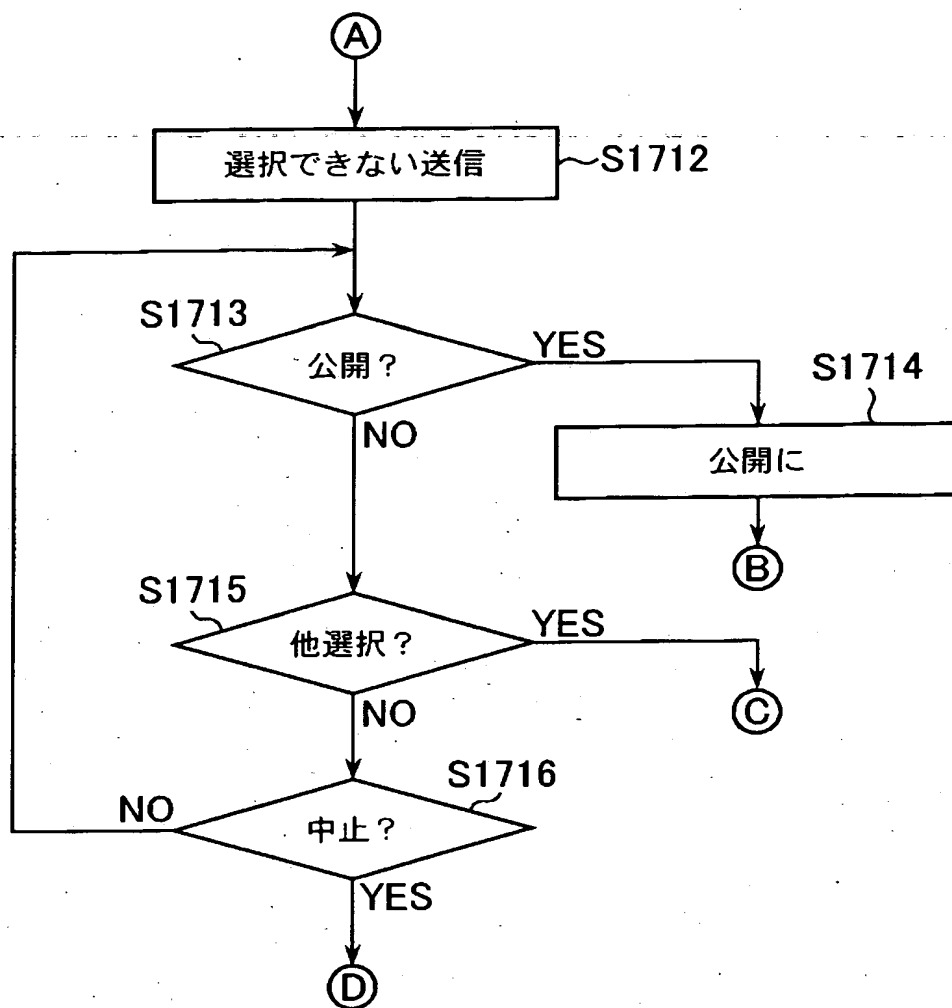 A
選択できない送信
S1712
S1713
公開？
YES
NO
S1714
公開に
B
S1715
他選択？
YES
NO
C
S1716
中止？
NO
YES
D